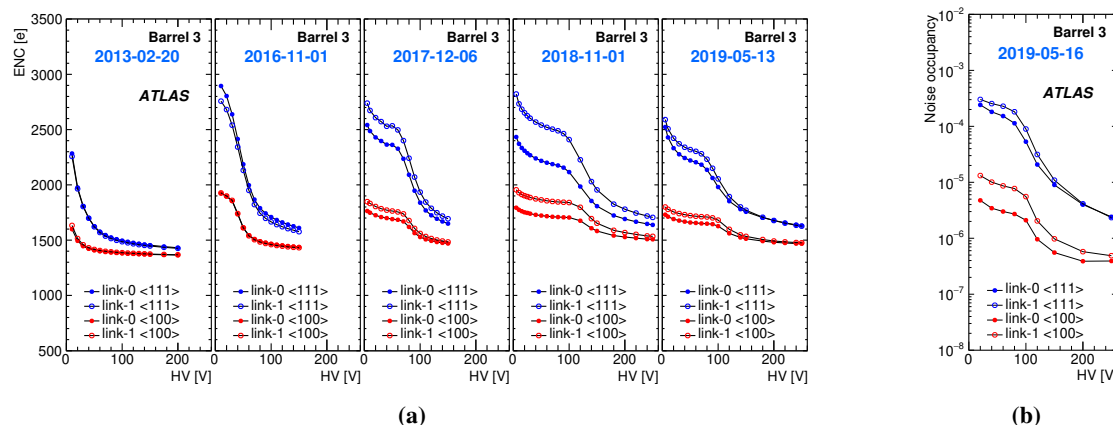 ENC [e]
3500
3000
2500
2000
1500
1000
500
Barrel 3
2013-02-20
ATLAS
link-0 <111>
link-1 <111>
link-0 <100>
link-1 <100>
0 100 200
HV [V]
Barrel 3
2016-11-01
link-0 <111>
link-1 <111>
link-0 <100>
link-1 <100>
0 100 200
HV [V]
Barrel 3
2017-12-06
link-0 <111>
link-1 <111>
link-0 <100>
link-1 <100>
0 100 200
HV [V]
Barrel 3
2018-11-01
link-0 <111>
link-1 <111>
link-0 <100>
link-1 <100>
0 100 200
HV [V]
Barrel 3
2019-05-13
link-0 <111>
link-1 <111>
link-0 <100>
link-1 <100>
0 100 200
HV [V]
(a)
Noise occupancy
10⁻²
10⁻³
10⁻⁴
10⁻⁵
10⁻⁶
10⁻⁷
10⁻⁸
Barrel 3
2019-05-16
ATLAS
link-0 <111>
link-1 <111>
link-0 <100>
link-1 <100>
0 100 200
HV [V]
(b)